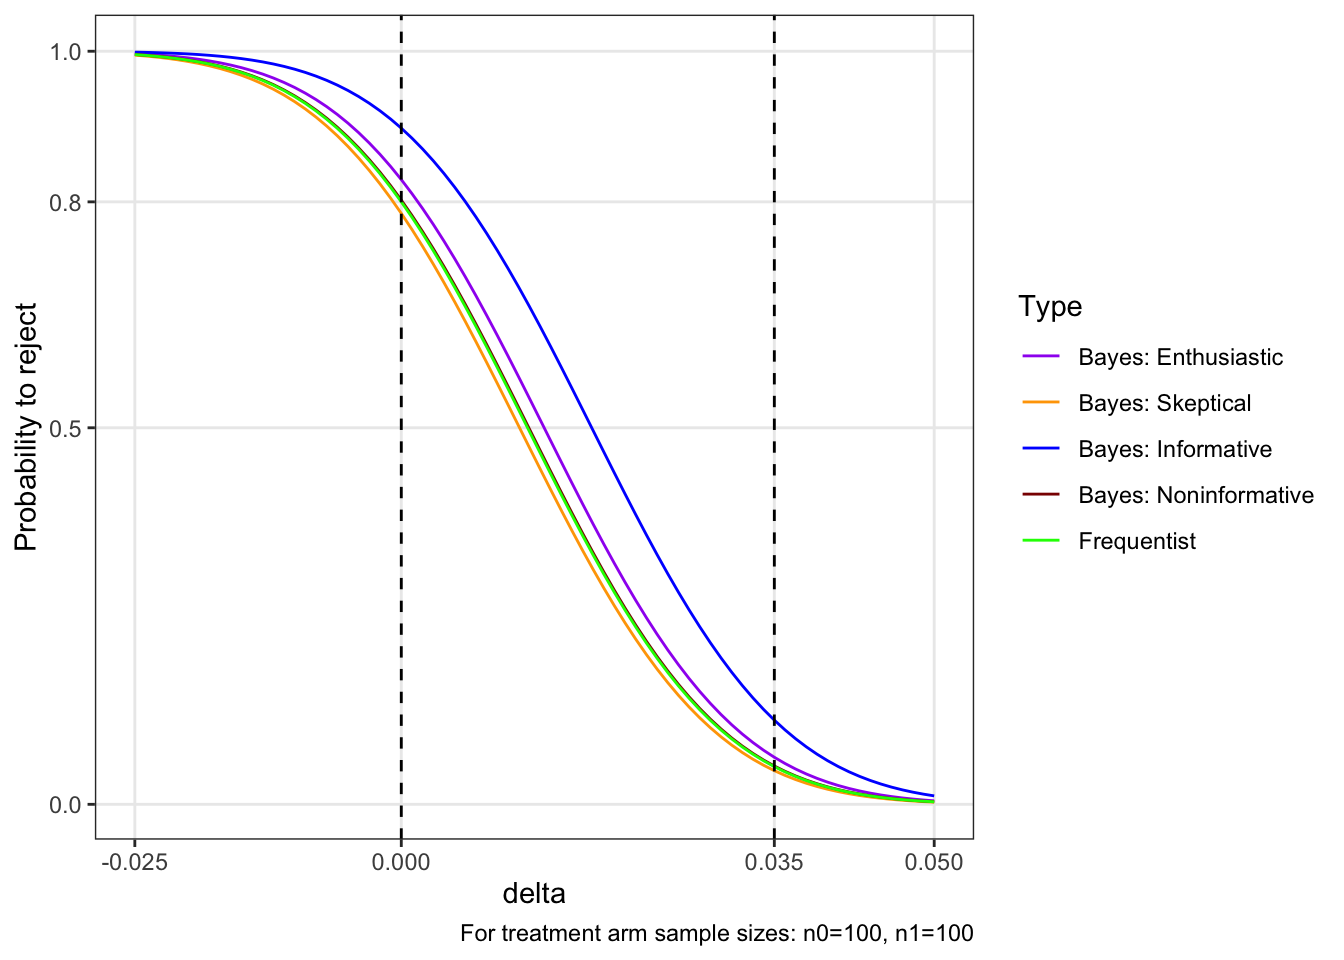 1.0
0.8
0.5
0.0
Probability to reject
-0.025
0.000
0.035
0.050
delta
For treatment arm sample sizes: n0=100, n1=100
Type
Bayes: Enthusiastic
Bayes: Skeptical
Bayes: Informative
Bayes: Noninformative
Frequentist